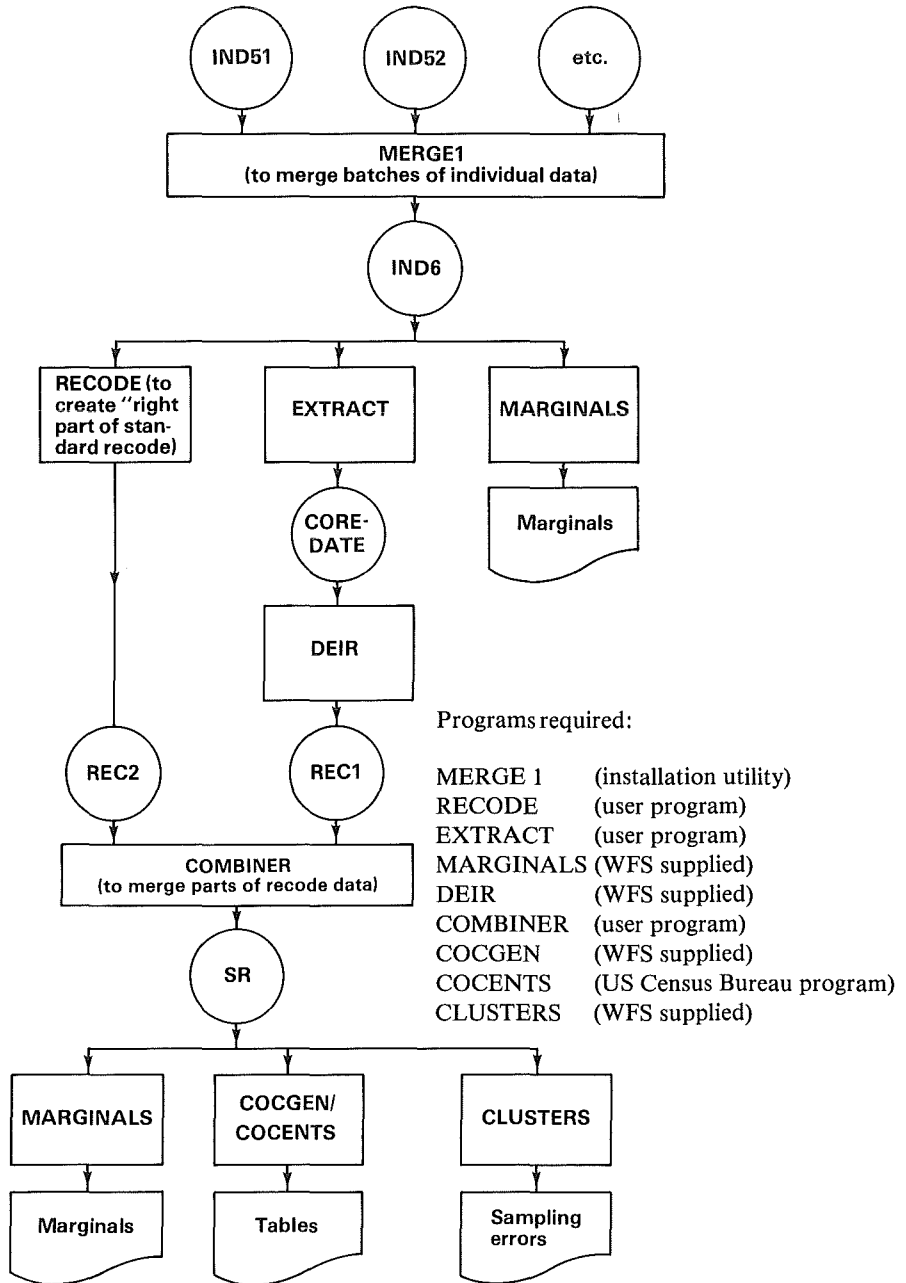 IND51
IND52
etc.
MERGE1
(to merge batches of individual data)
IND6
RECODE (to
create "right
part of stan-
dard recode)
EXTRACT
MARGINALS
CORE-
DATE
Marginals
DEIR
REC2
REC1
Programs required:
MERGE 1 (installation utility)
RECODE (user program)
EXTRACT (user program)
MARGINALS (WFS supplied)
DEIR (WFS supplied)
COMBINER (user program)
COCGEN (WFS supplied)
COCENTS (US Census Bureau program)
CLUSTERS (WFS supplied)
COMBINER
(to merge parts of recode data)
SR
MARGINALS
COCGEN/
COCENTS
CLUSTERS
Marginals
Tables
Sampling
errors